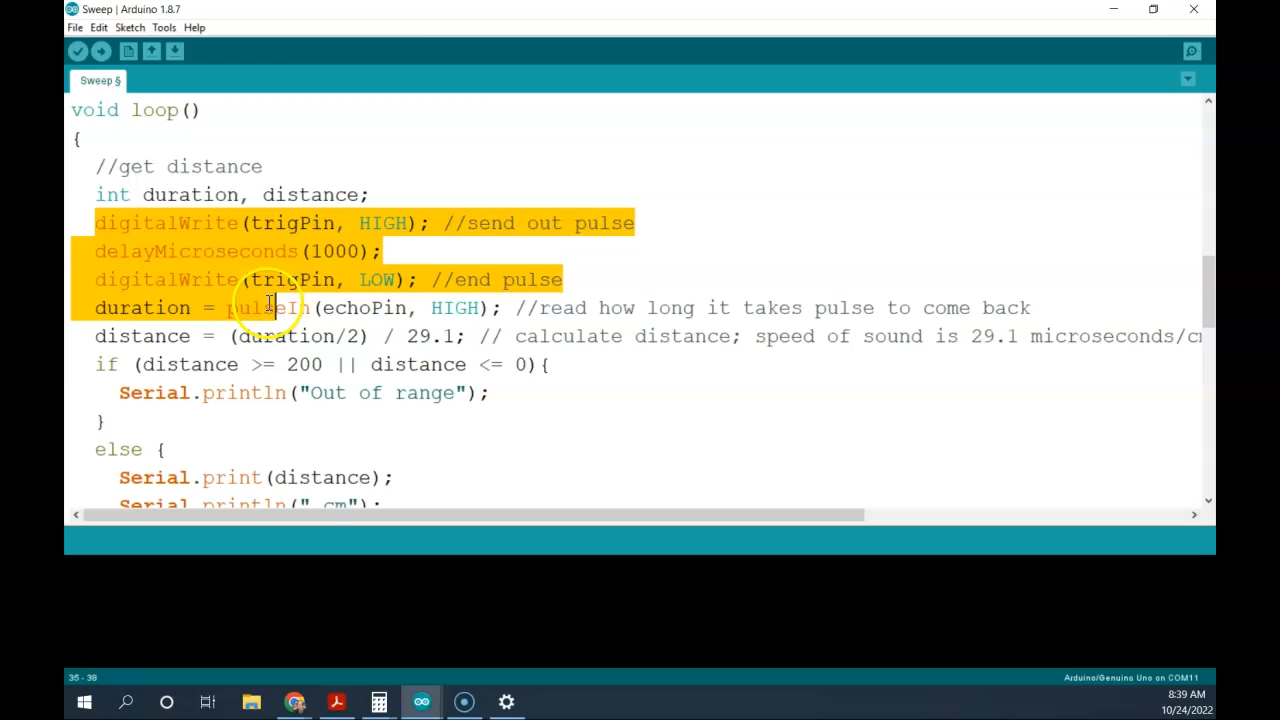 Sweep | Arduino 1.8.7
File Edit Sketch Tools Help
Sweep §
void loop()
{
//get distance
int duration, distance;
digitalWrite(trigPin, HIGH); //send out pulse
delayMicroseconds(1000);
digitalWrite(trigPin, LOW); //end pulse
duration = pulseIn(echoPin, HIGH); //read how long it takes pulse to come back
distance = (duration/2) / 29.1; // calculate distance; speed of sound is 29.1 microseconds/c
if (distance >= 200 || distance <= 0){
Serial.println("Out of range");
}
else {
Serial.print(distance);
Serial.println(" cm");
35 - 38
Arduino/Genuino Uno on COM11
8:39 AM
10/24/2022